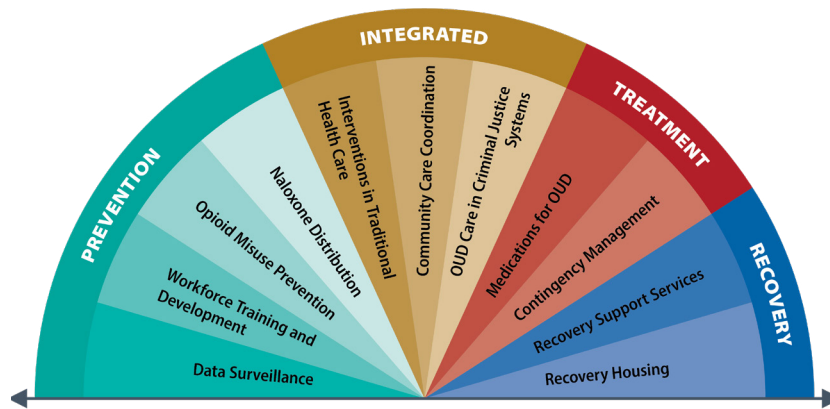 PREVENTION
INTEGRATED
TREATMENT
RECOVERY
Data Surveillance
Workforce Training and
Development
Opioid Misuse Prevention
Naloxone Distribution
Interventions in Traditional
Health Care
Community Care Coordination
OUD Care in Criminal Justice
Systems
Medications for OUD
Contingency Management
Recovery Support Services
Recovery Housing